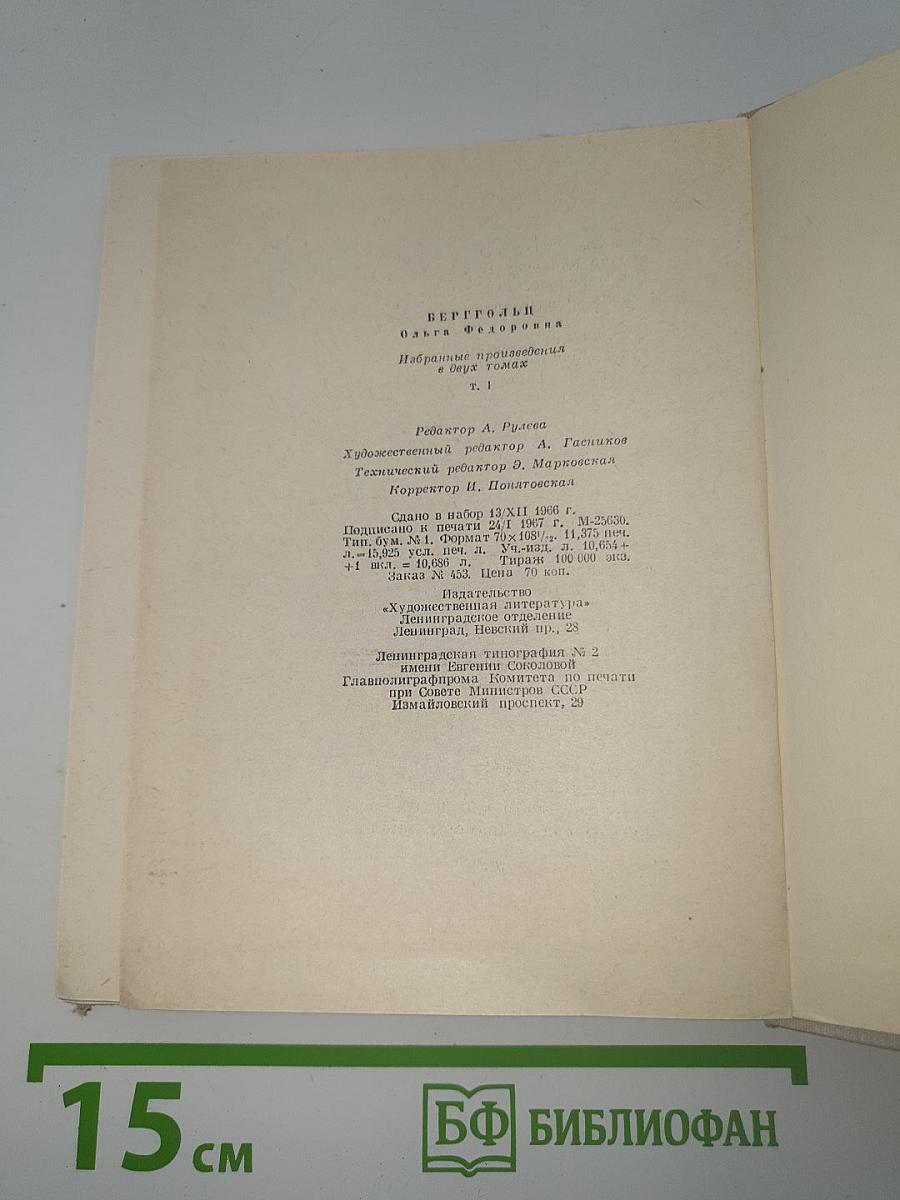 БЕРГГОЛЬЦ
Ольга Федоровна
Избранные произведения
в двух томах
т. 1
Редактор А. Рулева
Художественный редактор А. Гасников
Технический редактор Э. Марковская
Корректор И. Понятовская
Сдано в набор 13/XII 1966 г.
Подписано к печати 24/I 1967 г. М-25630.
Тип. бум. № 1. Формат 70×108¹/₃₂. 11,375 печ.
л.=15,925 усл. печ. л. Уч.-изд. л. 10,654+
+1 вкл. = 10,686 л. Тираж 100 000 экз.
Заказ № 453. Цена 70 коп.
Издательство
«Художественная литература»
Ленинградское отделение
Ленинград, Невский пр., 28
Ленинградская типография № 2
имени Евгении Соколовой
Главполиграфпрома Комитета по печати
при Совете Министров СССР
Измайловский проспект, 29
15 см
БФ БИБЛИОФАН